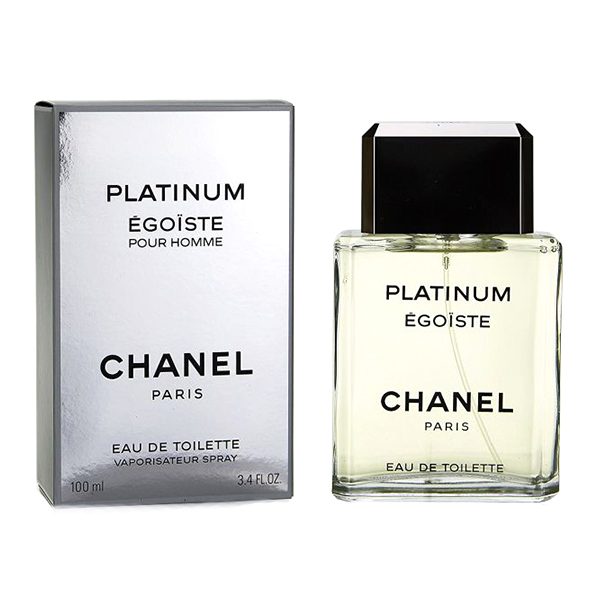 PLATINUM
ÉGOÏSTE
POUR HOMME
CHANEL
PARIS
EAU DE TOILETTE
VAPORISATEUR SPRAY
100 ml 3.4 FL.OZ.
PLATINUM
ÉGOÏSTE
CHANEL
PARIS
EAU DE TOILETTE